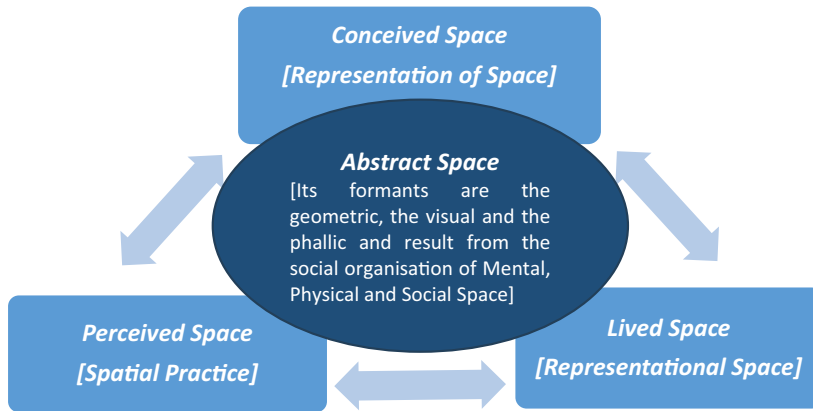 Conceived Space
[Representation of Space]
Abstract Space
[Its formants are the
geometric, the visual and the
phallic and result from the
social organisation of Mental,
Physical and Social Space]
Perceived Space
[Spatial Practice]
Lived Space
[Representational Space]